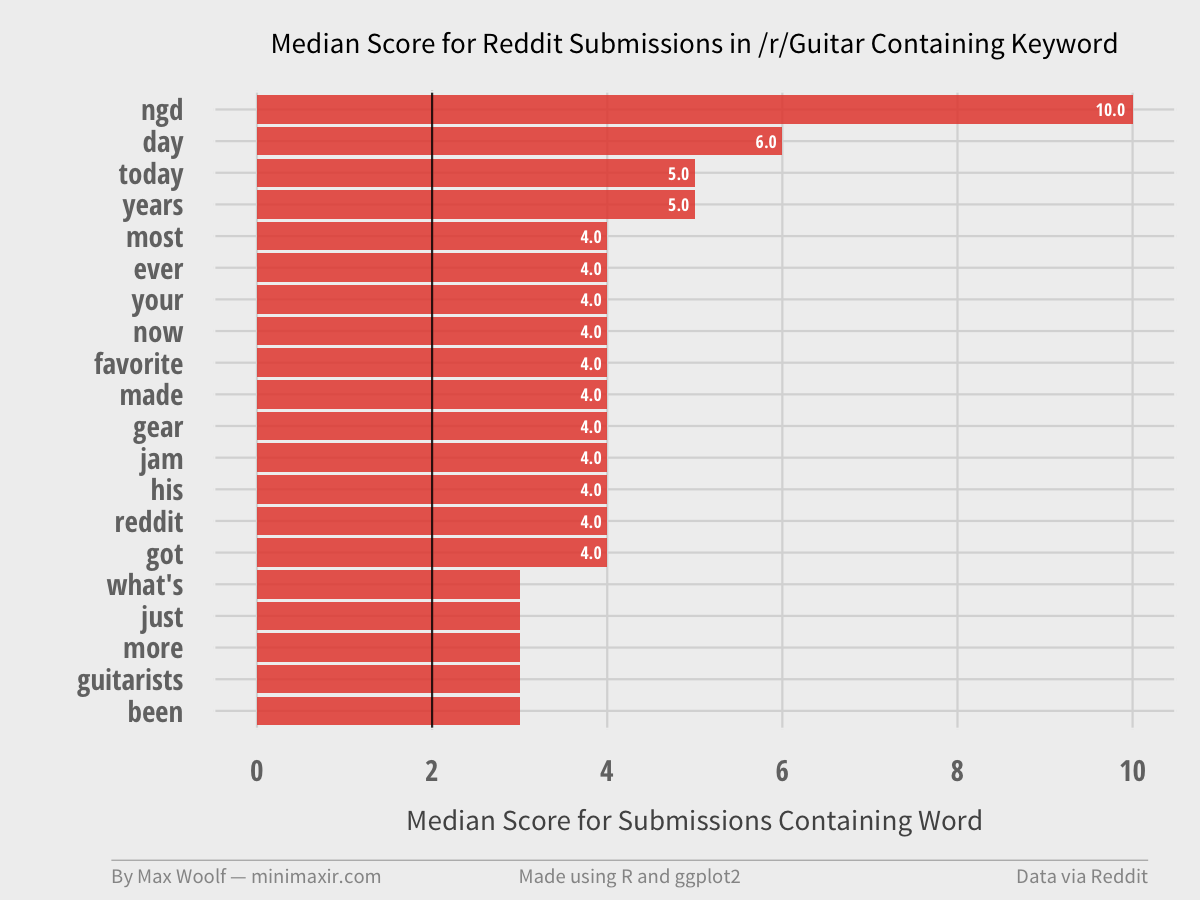 Median Score for Reddit Submissions in /r/Guitar Containing Keyword
ngd 10.0
day 6.0
today 5.0
years 5.0
most 4.0
ever 4.0
your 4.0
now 4.0
favorite 4.0
made 4.0
gear 4.0
jam 4.0
his 4.0
reddit 4.0
got 4.0
what's
just
more
guitarists
been
0 2 4 6 8 10
Median Score for Submissions Containing Word
By Max Woolf — minimaxir.com Made using R and ggplot2 Data via Reddit